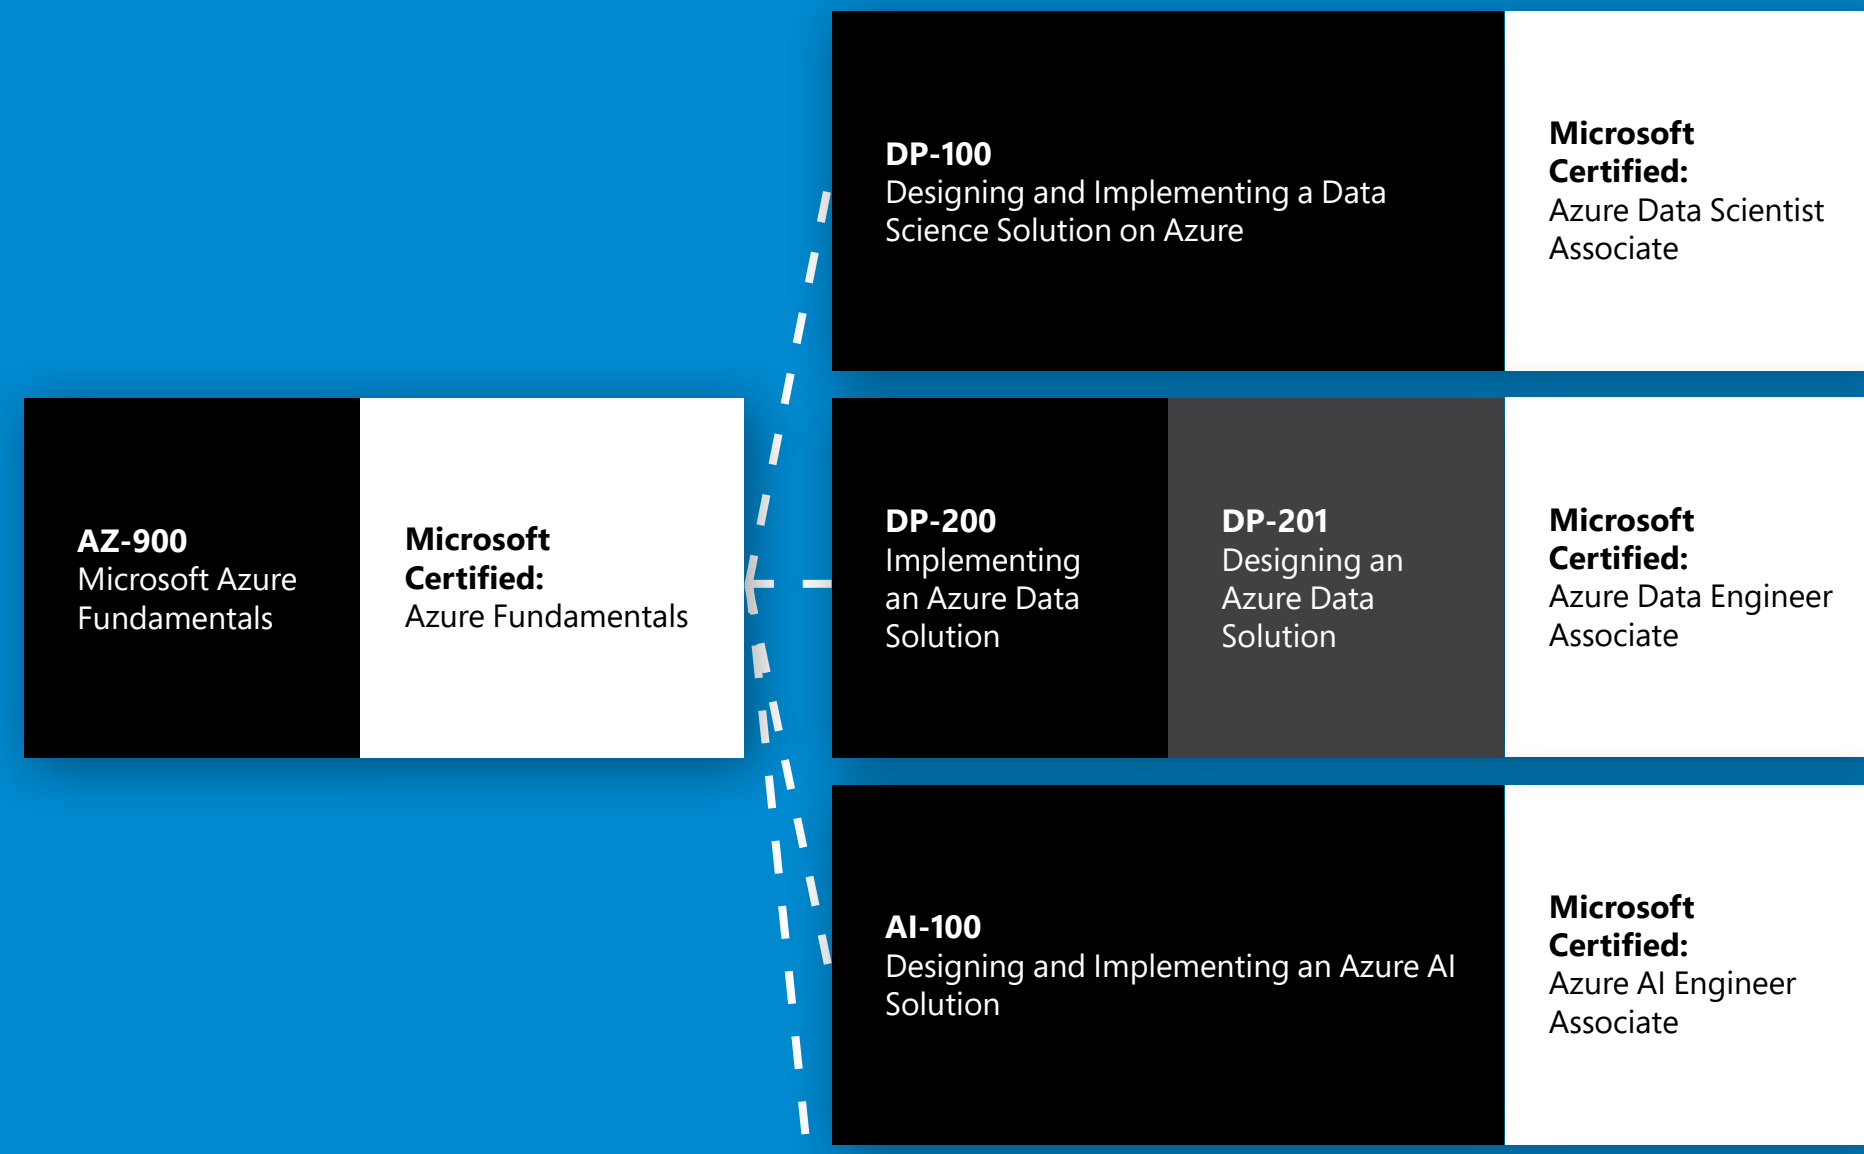 AZ-900
Microsoft Azure
Fundamentals
Microsoft
Certified:
Azure Fundamentals
DP-100
Designing and Implementing a Data
Science Solution on Azure
Microsoft
Certified:
Azure Data Scientist
Associate
DP-200
Implementing
an Azure Data
Solution
DP-201
Designing an
Azure Data
Solution
Microsoft
Certified:
Azure Data Engineer
Associate
AI-100
Designing and Implementing an Azure AI
Solution
Microsoft
Certified:
Azure AI Engineer
Associate